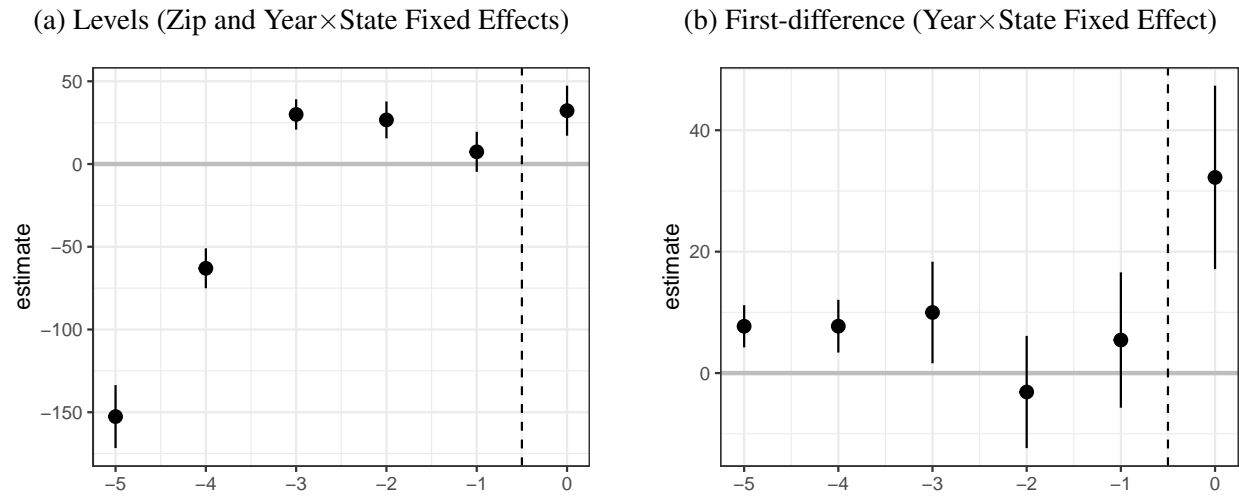 (a) Levels (Zip and Year×State Fixed Effects)
50
0
−50
−100
−150
estimate
−5 −4 −3 −2 −1 0
(b) First-difference (Year×State Fixed Effect)
40
20
0
estimate
−5 −4 −3 −2 −1 0